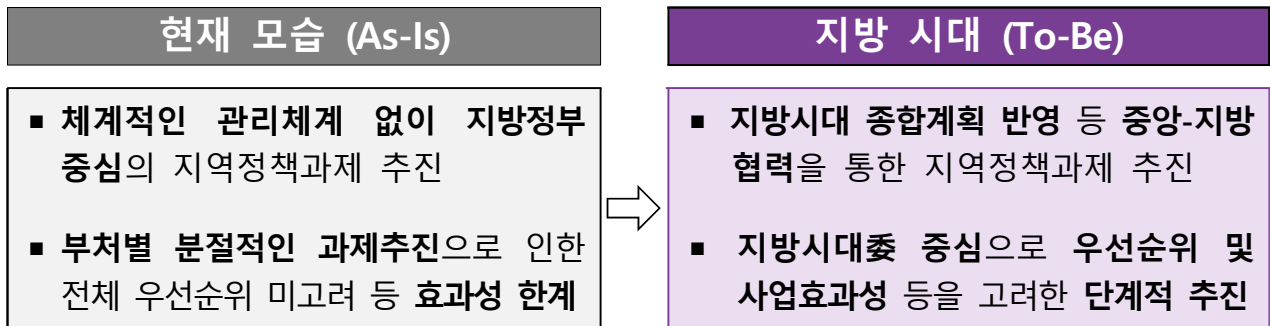 현재 모습 (As-Is)
▪ 체계적인 관리체계 없이 지방정부
중심의 지역정책과제 추진
▪ 부처별 분절적인 과제추진으로 인한
전체 우선순위 미고려 등 효과성 한계
지방 시대 (To-Be)
▪ 지방시대 종합계획 반영 등 중앙-지방
협력을 통한 지역정책과제 추진
▪ 지방시대委 중심으로 우선순위 및
사업효과성 등을 고려한 단계적 추진